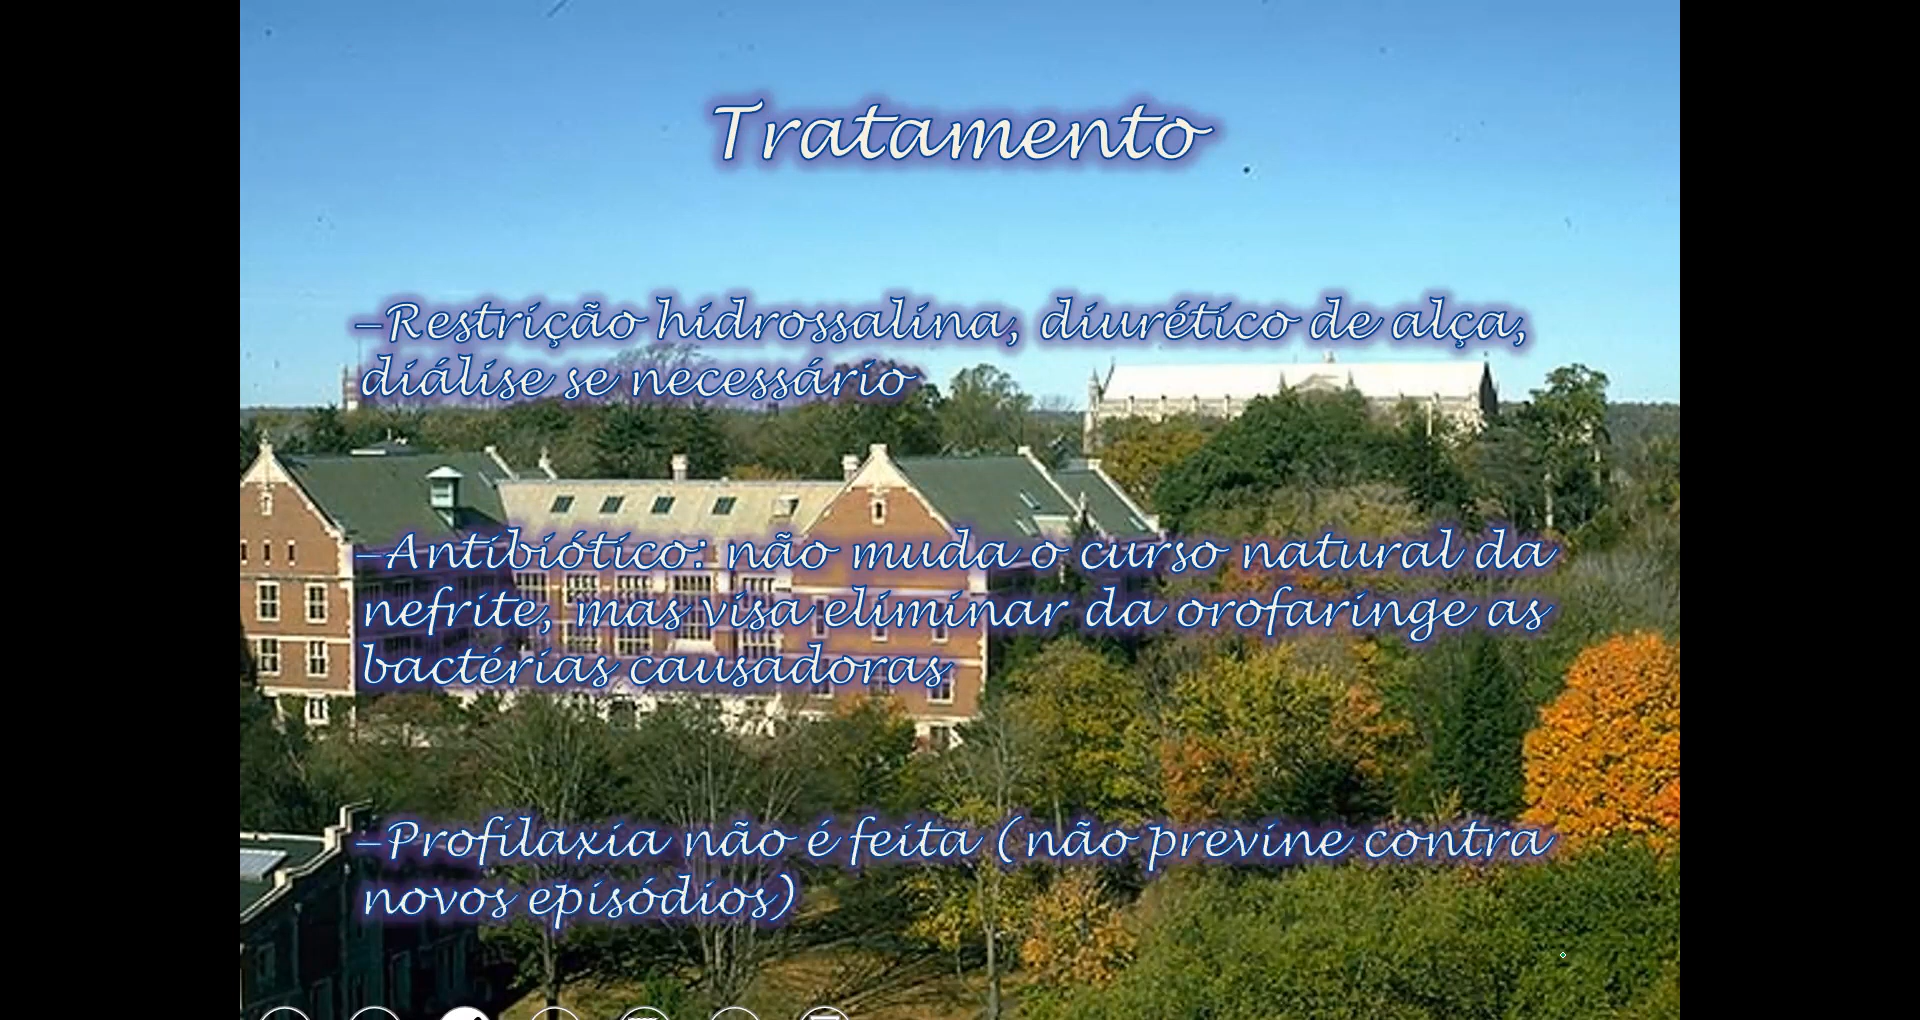 Tratamento
–Restrição hidrossalina, diurético de alça,
diálise se necessário
–Antibiótico: não muda o curso natural da
nefrite, mas visa eliminar da orofaringe as
bactérias causadoras
–Profilaxia não é feita (não previne contra
novos episódios)